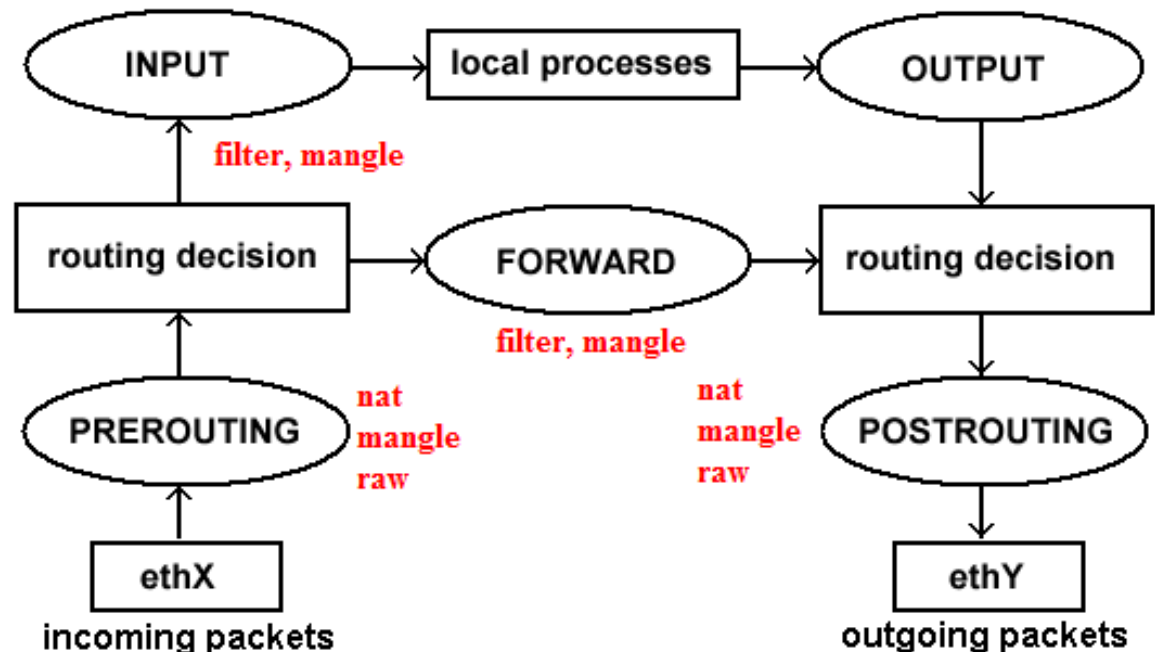 INPUT
local processes
OUTPUT
filter, mangle
routing decision
FORWARD
routing decision
filter, mangle
PREROUTING
nat
mangle
raw
nat
mangle
raw
POSTROUTING
ethX
ethY
incoming packets
outgoing packets